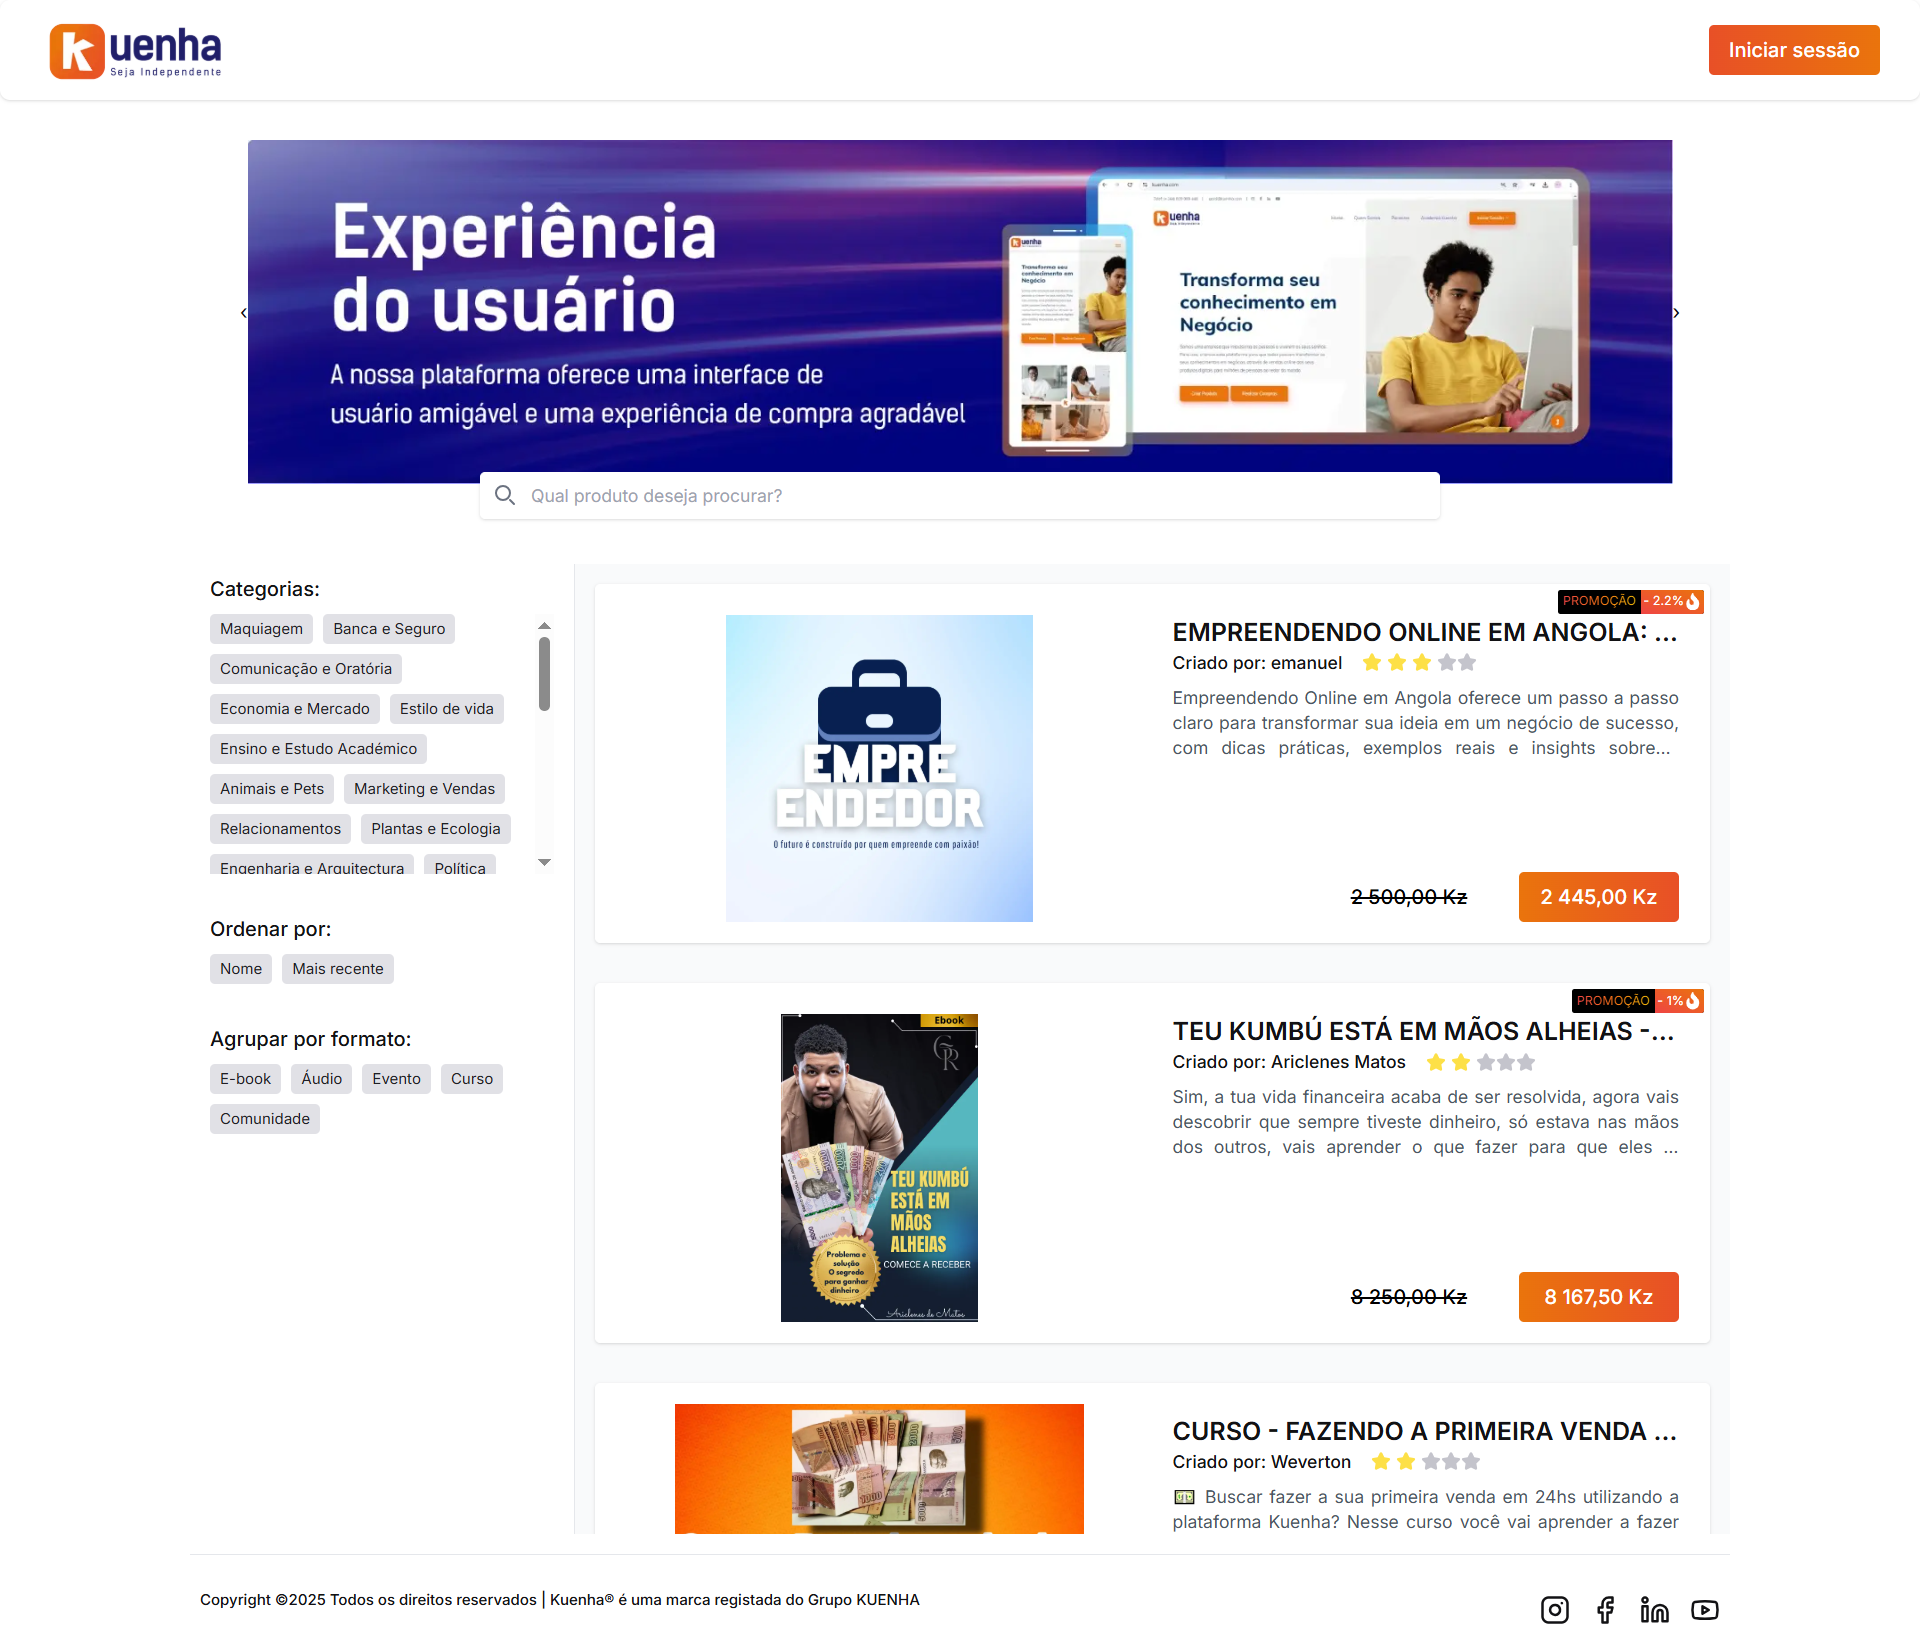 kuenha
Seja Independente
Iniciar sessão
Experiência
do usuário
A nossa plataforma oferece uma interface de
usuário amigável e uma experiência de compra agradável
kuenha
Transforma seu
conhecimento em
Negócio
kuenha
Transforma seu
conhecimento em
Negócio
‹
›
Qual produto deseja procurar?
Categorias:
Maquiagem
Banca e Seguro
Comunicação e Oratória
Economia e Mercado
Estilo de vida
Ensino e Estudo Académico
Animais e Pets
Marketing e Vendas
Relacionamentos
Plantas e Ecologia
Engenharia e Arquitectura
Política
Ordenar por:
Nome
Mais recente
Agrupar por formato:
E-book
Áudio
Evento
Curso
Comunidade
PROMOÇÃO - 2.2%
EMPRE
ENDEDOR
O futuro é construído por quem empreende com paixão!
EMPREENDENDO ONLINE EM ANGOLA: ...
Criado por: emanuel
Empreendendo Online em Angola oferece um passo a passo
claro para transformar sua ideia em um negócio de sucesso,
com dicas práticas, exemplos reais e insights sobre...
2 500,00 Kz
2 445,00 Kz
PROMOÇÃO - 1%
Ebook
GR
TEU KUMBÚ
ESTÁ EM
MÃOS
ALHEIAS
COMECE A RECEBER
Problema e
solução
O segredo
para ganhar
dinheiro
Ariclenes de Matos
TEU KUMBÚ ESTÁ EM MÃOS ALHEIAS -...
Criado por: Ariclenes Matos
Sim, a tua vida financeira acaba de ser resolvida, agora vais
descobrir que sempre tiveste dinheiro, só estava nas mãos
dos outros, vais aprender o que fazer para que eles ...
8 250,00 Kz
8 167,50 Kz
CURSO - FAZENDO A PRIMEIRA VENDA ...
Criado por: Weverton
💵 Buscar fazer a sua primeira venda em 24hs utilizando a
plataforma Kuenha? Nesse curso você vai aprender a fazer
Copyright ©2025 Todos os direitos reservados | Kuenha® é uma marca registada do Grupo KUENHA